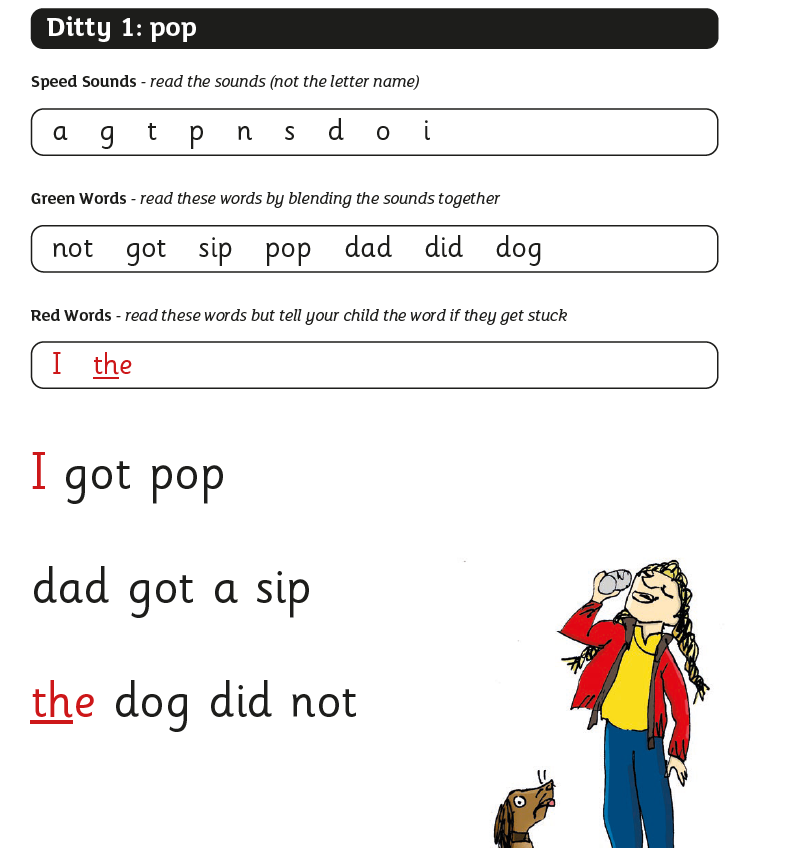 Ditty 1: pop
Speed Sounds - read the sounds (not the letter name)
a g t p n s d o i
Green Words - read these words by blending the sounds together
not got sip pop dad did dog
Red Words - read these words but tell your child the word if they get stuck
I the
I got pop
dad got a sip
the dog did not